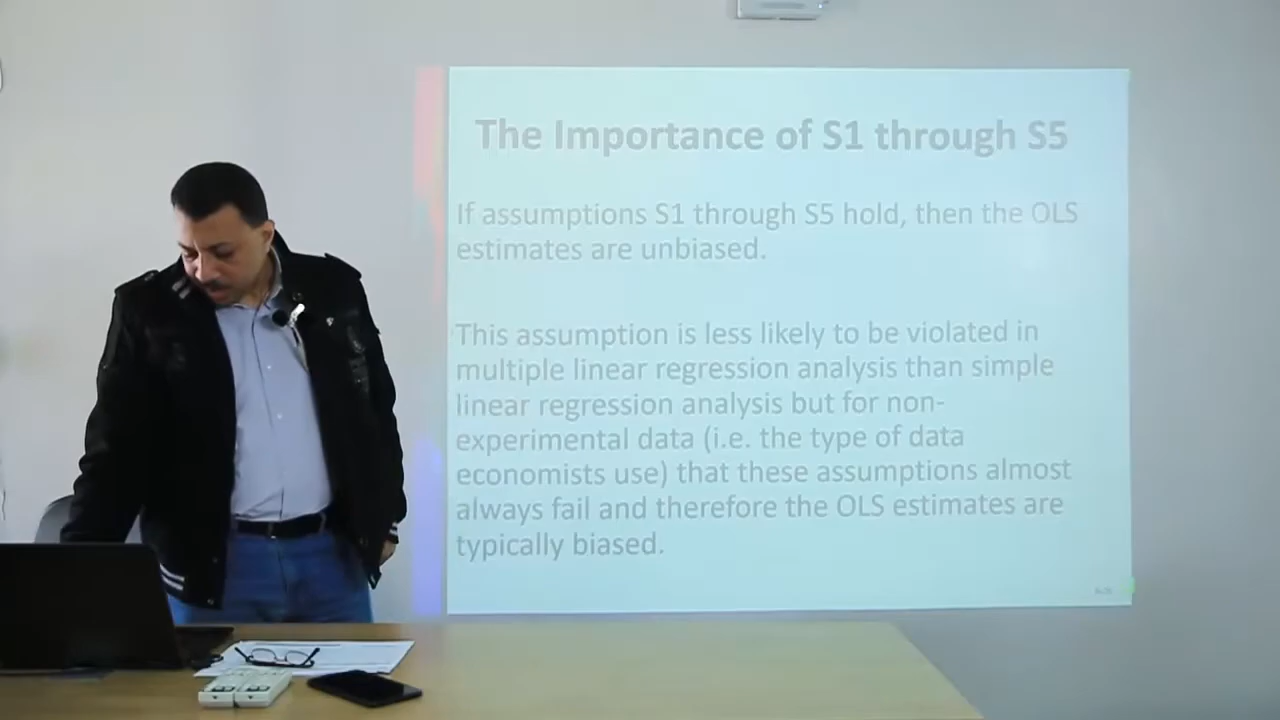 The Importance of S1 through S5
If assumptions S1 through S5 hold, then the OLS
estimates are unbiased.
This assumption is less likely to be violated in
multiple linear regression analysis than simple
linear regression analysis but for non-
experimental data (i.e. the type of data
economists use) that these assumptions almost
always fail and therefore the OLS estimates are
typically biased.